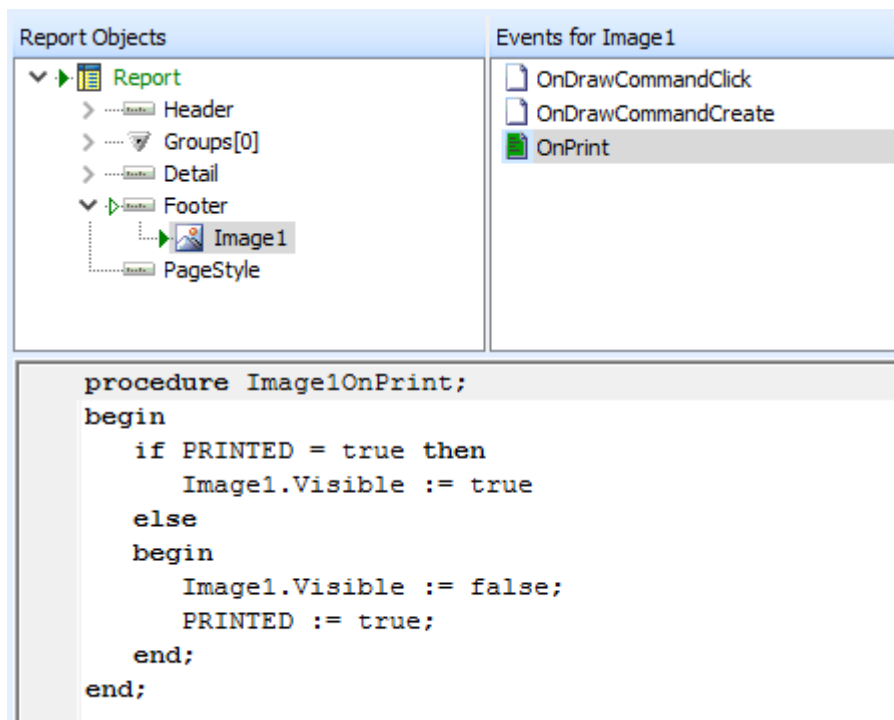 Report Objects
Events for Image1
Report
Header
Groups[0]
Detail
Footer
Image1
PageStyle
OnDrawCommandClick
OnDrawCommandCreate
OnPrint
procedure Image1OnPrint;
begin
if PRINTED = true then
Image1.Visible := true
else
begin
Image1.Visible := false;
PRINTED := true;
end;
end;